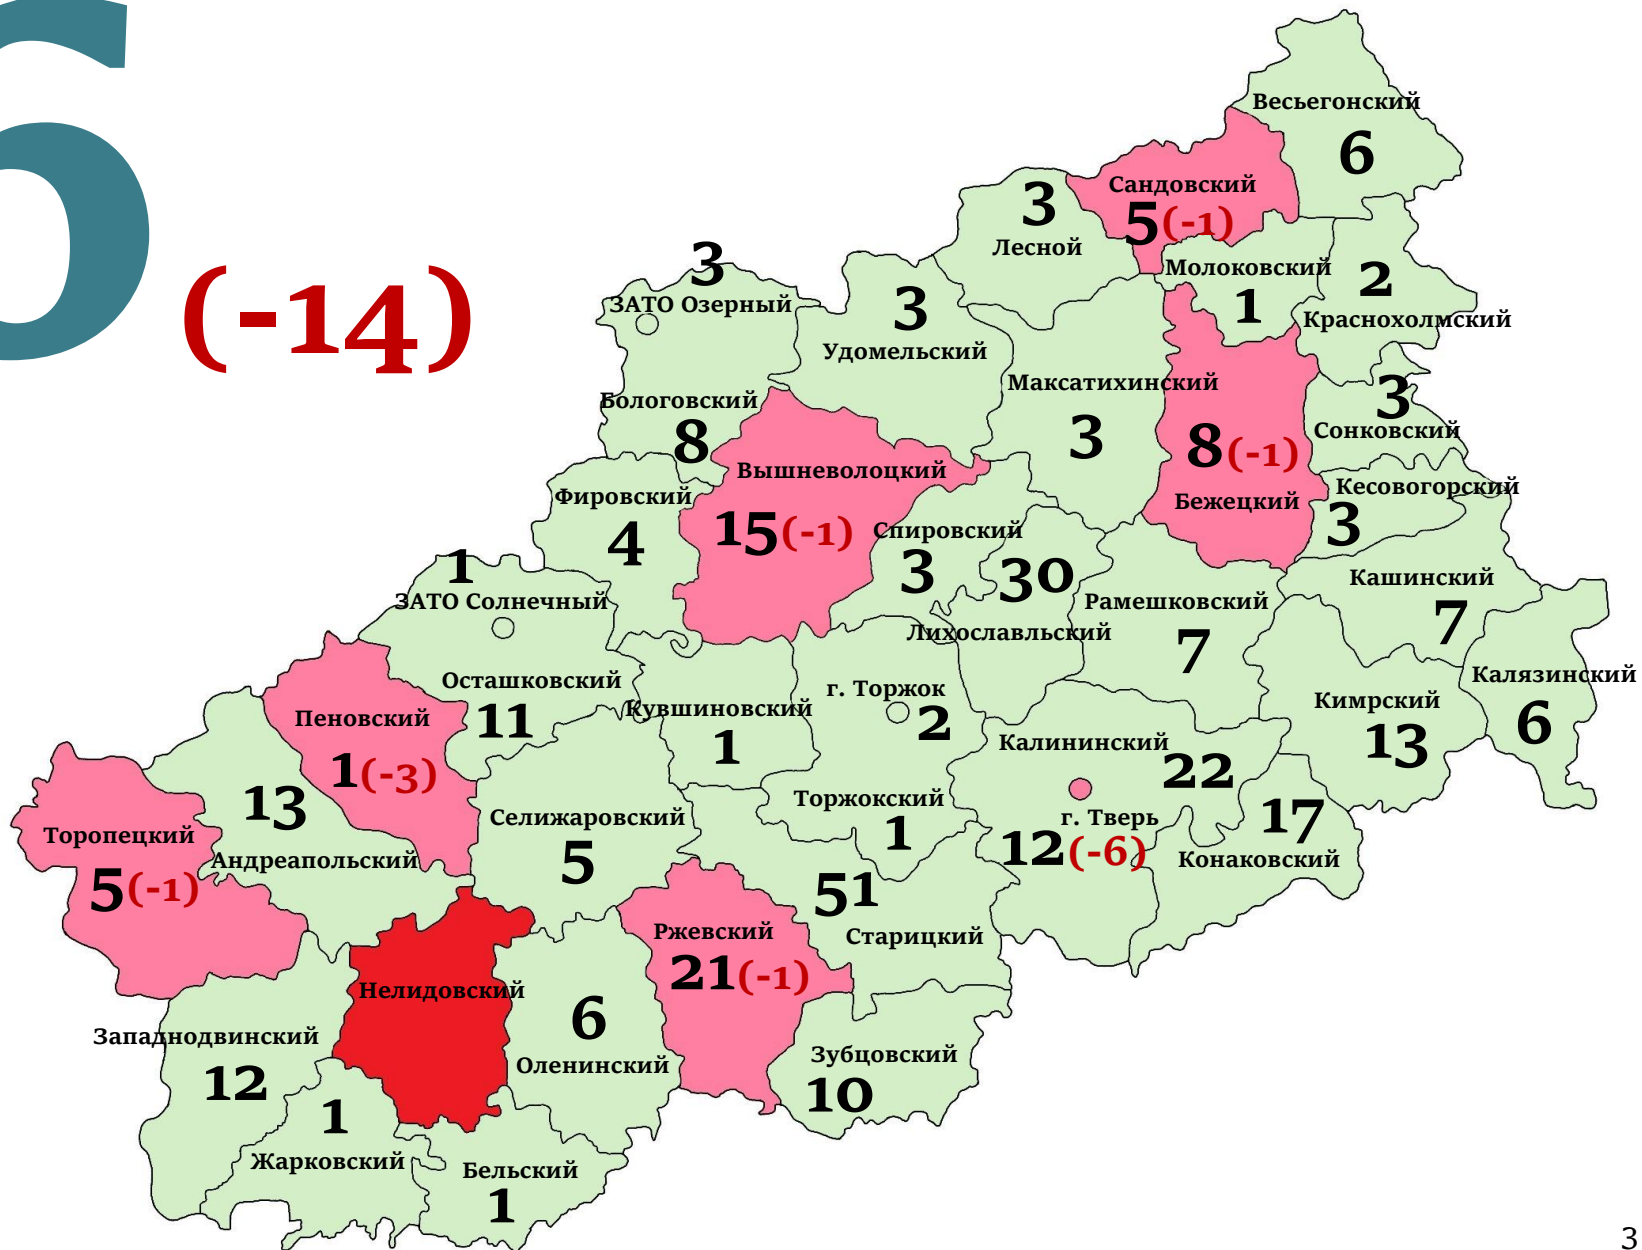 6
(-14)
Весьегонский
6
Сандовский
5(-1)
3
Лесной
Молоковский
1
2
Краснохолмский
3
ЗАТО Озерный
3
Удомельский
Максатихинский
3
8(-1)
Бежецкий
3
Сонковский
Бологовский
8
Вышневолоцкий
15(-1)
Фировский
4
Спировский
3
30
Лихославльский
Кесовогорский
3
Кашинский
7
Рамешковский
7
1
ЗАТО Солнечный
Осташковский
11
Пеновский
1(-3)
Кувшиновский
1
г. Торжок
2
Калининский
22
Кимрский
13
Калязинский
6
Торопецкий
5(-1)
13
Андреапольский
Селижаровский
5
Торжокский
1
г. Тверь
12(-6)
17
Конаковский
51
Старицкий
Ржевский
21(-1)
Нелидовский
6
Оленинский
Западнодвинский
12
Зубцовский
10
1
Жарковский
Бельский
1
3